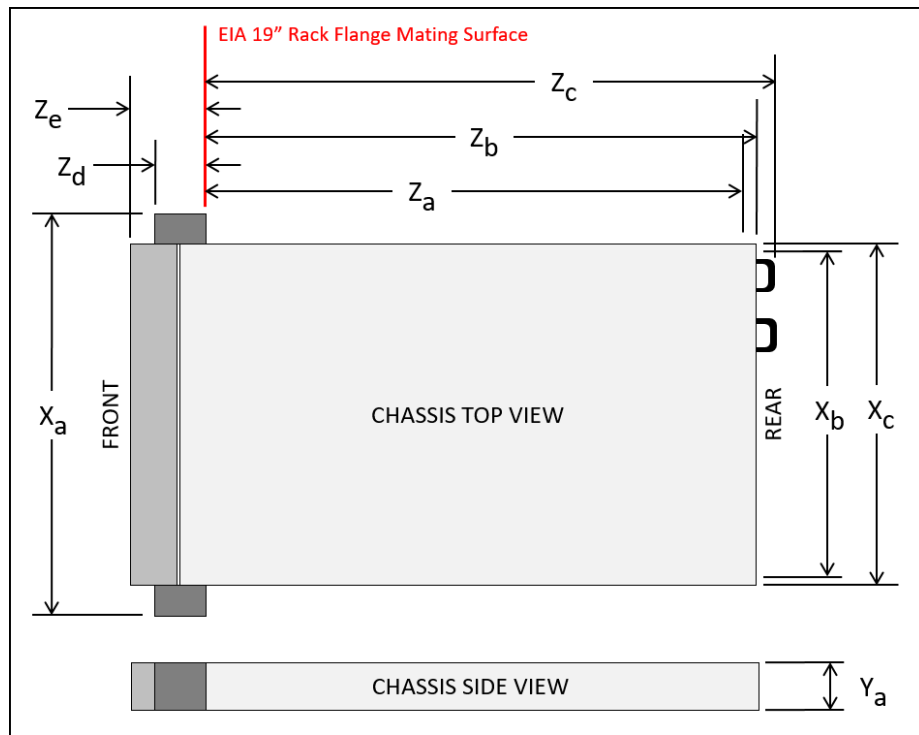 EIA 19” Rack Flange Mating Surface
Zc
Ze
Zb
Zd
Za
FRONT
Xa
CHASSIS TOP VIEW
REAR
Xb
Xc
CHASSIS SIDE VIEW
Ya